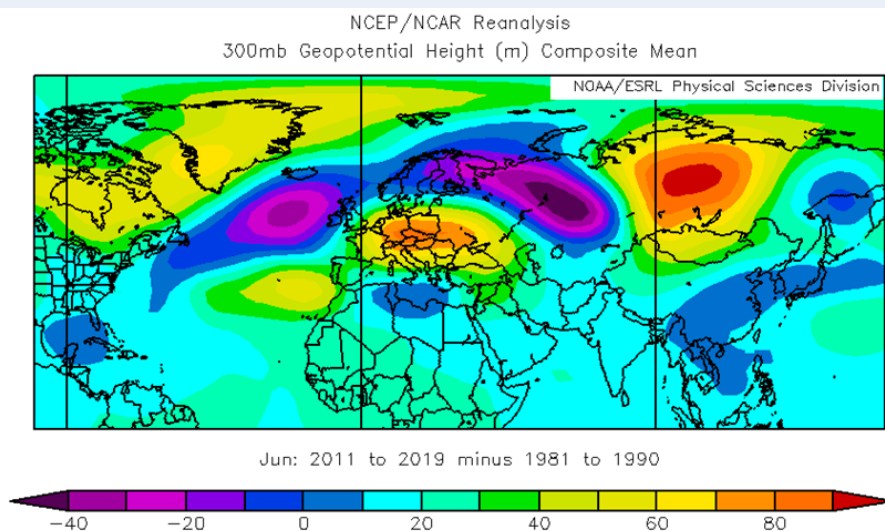 NCEP/NCAR Reanalysis
300mb Geopotential Height (m) Composite Mean
NOAA/ESRL Physical Sciences Division
Jun: 2011 to 2019 minus 1981 to 1990
−40 −20 0 20 40 60 80